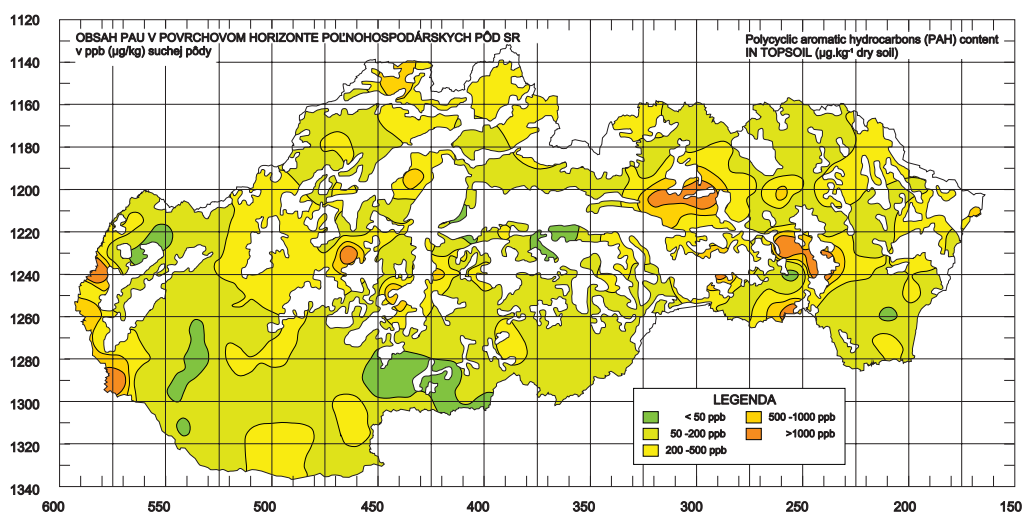 OBSAH PAU V POVRCHOVOM HORIZONTE POĽNOHOSPODÁRSKYCH PÔD SR
v ppb (µg/kg) suchej pôdy
Polycyclic aromatic hydrocarbons (PAH) content
IN TOPSOIL (µg.kg⁻¹ dry soil)
1120
1140
1160
1180
1200
1220
1240
1260
1280
1300
1320
1340
LEGENDA
< 50 ppb
500 -1000 ppb
50 -200 ppb
>1000 ppb
200 -500 ppb
600 550 500 450 400 350 300 250 200 150